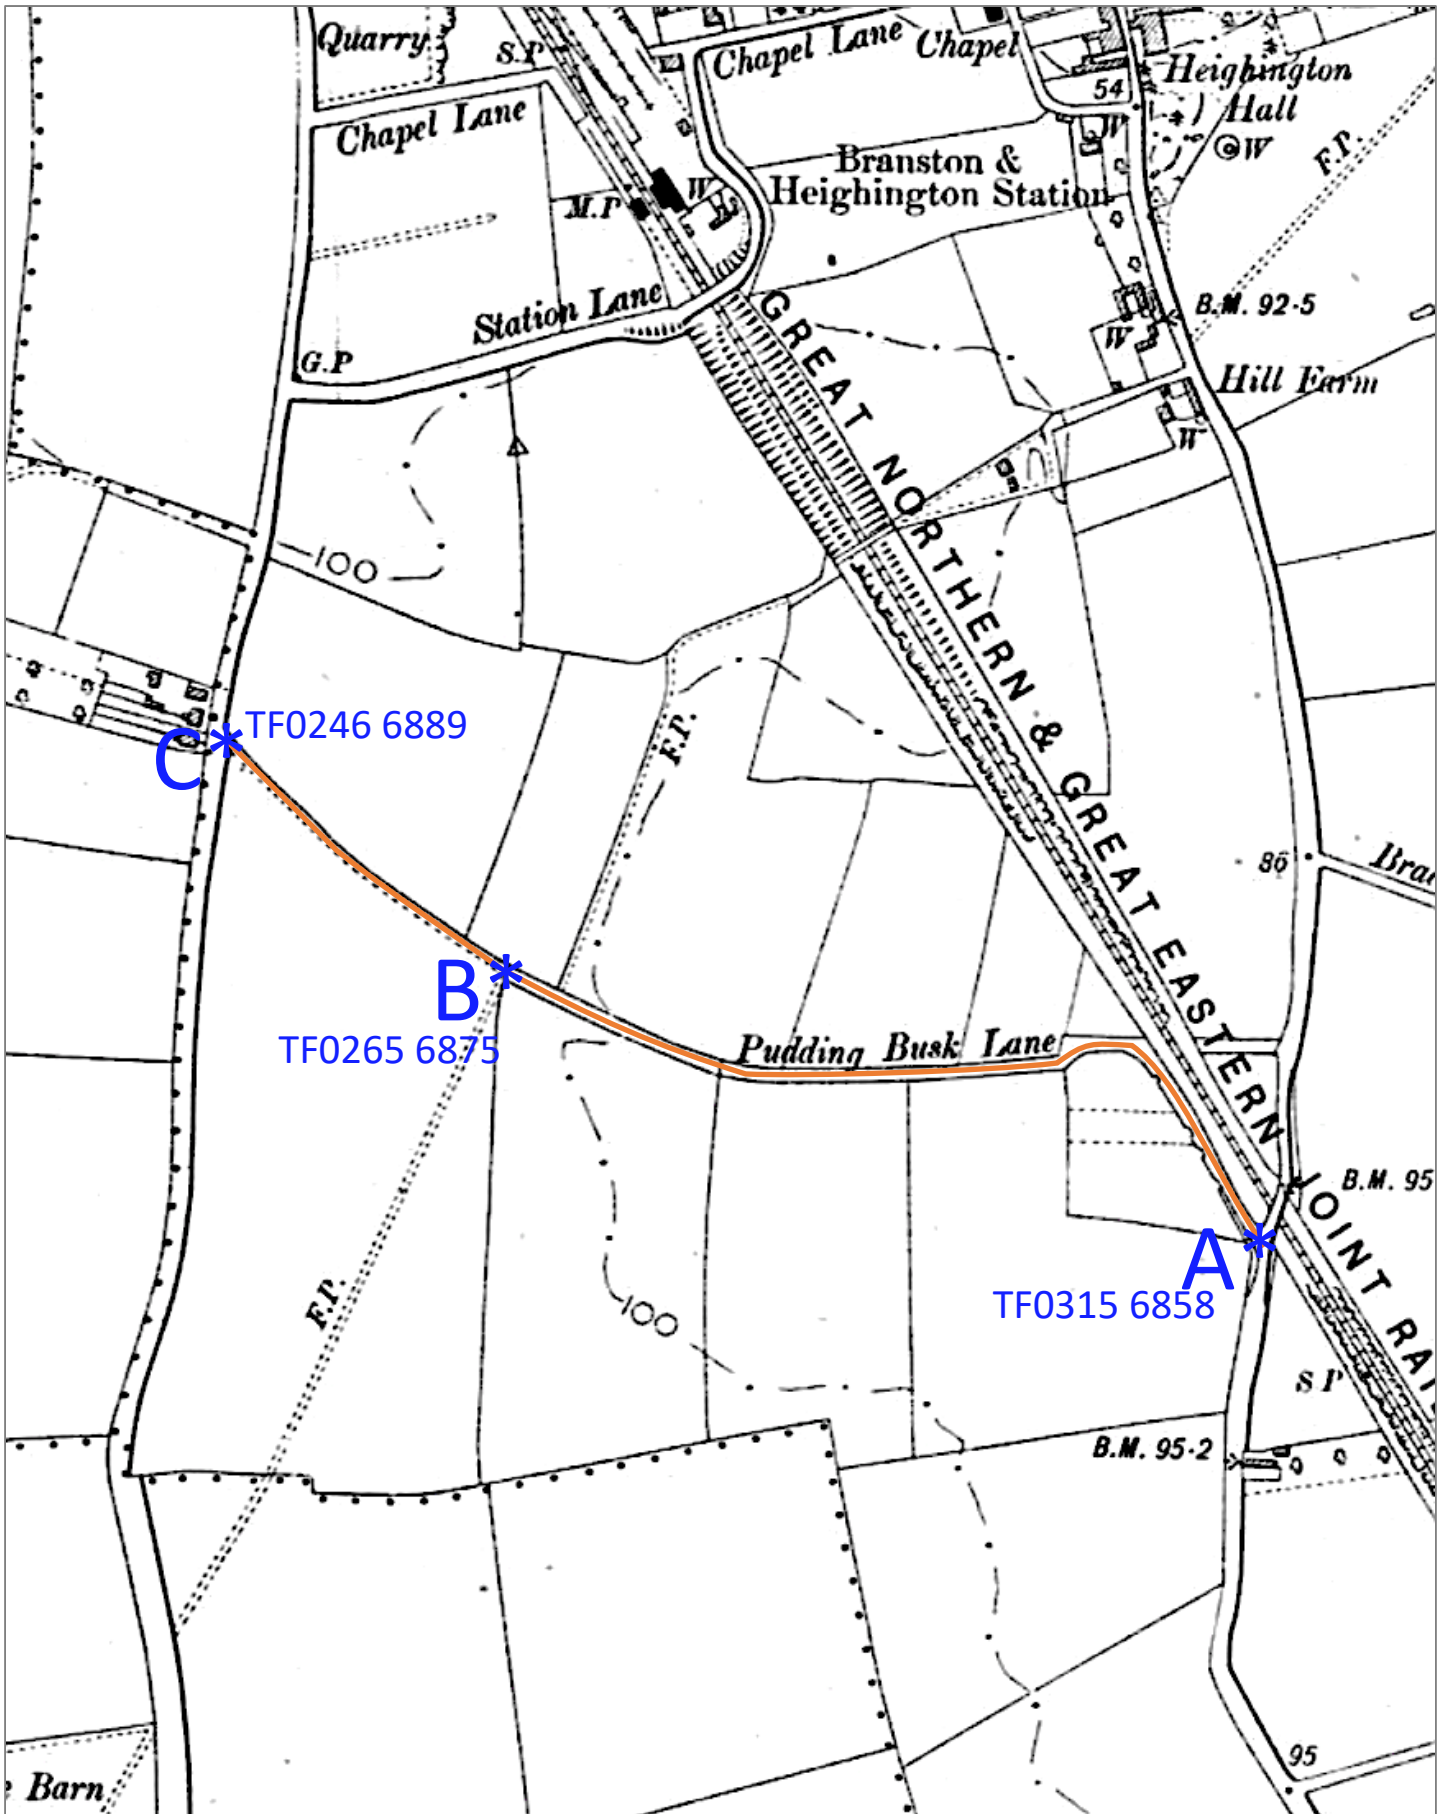 Quarry
S.P
Chapel Lane
Chapel
Heighington
Hall
54
W
W
F.P.
Chapel Lane
Branston &
Heighington Station
M.P
W
Station Lane
B.M. 92·5
W
G.P
Hill Farm
W
GREAT NORTHERN & GREAT EASTERN JOINT RAI
100
TF0246 6889
C
F.P.
86
Bra
B
TF0265 6875
Pudding Busk Lane
B.M. 95
A
TF0315 6858
F.P.
100
S P
B.M. 95·2
95
Barn